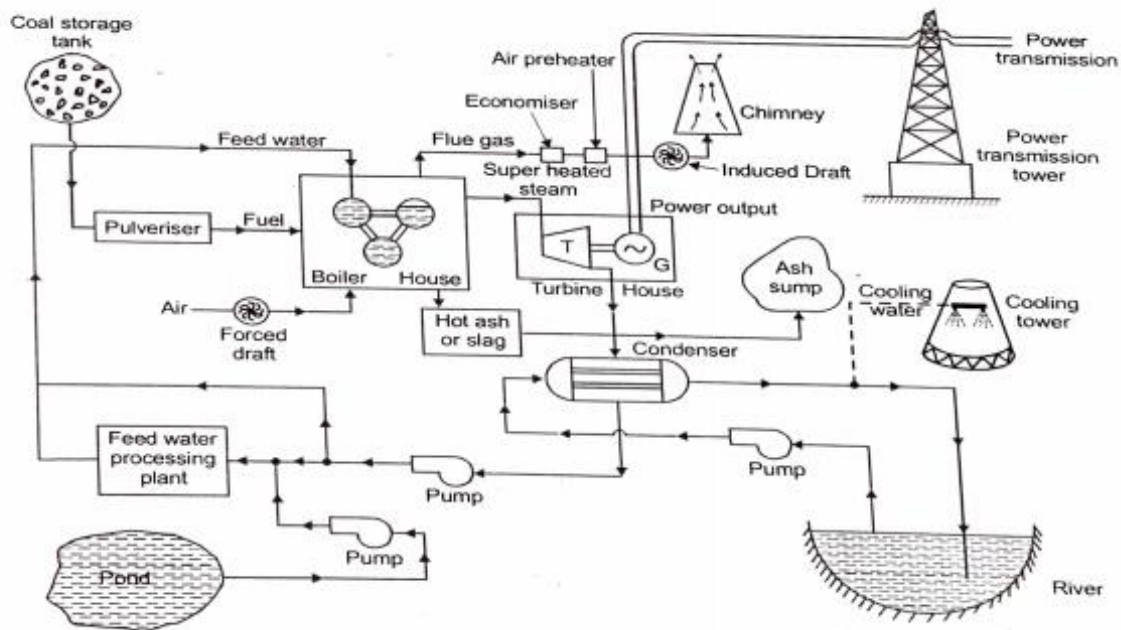 Coal storage
tank
Air preheater
Economiser
Chimney
Power
transmission
Feed water
Flue gas
Super heated
steam
Induced Draft
Power
transmission
tower
Power output
Pulveriser
Fuel
T
G
Boiler House
Turbine House
Ash
sump
Air
Forced
draft
Hot ash
or slag
Cooling
water
Cooling
tower
Condenser
Feed water
processing
plant
Pump
Pump
Pump
Pond
River